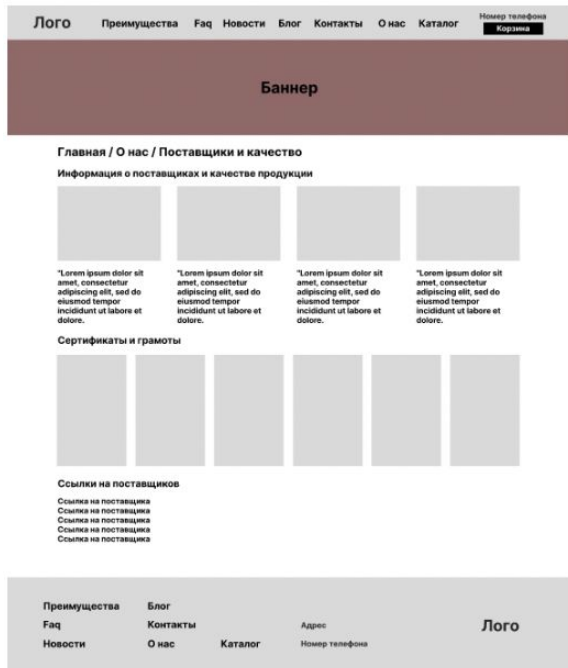 Лого
Преимущества Faq Новости Блог Контакты О нас Каталог
Номер телефона
Корзина
Баннер
Главная / О нас / Поставщики и качество
Информация о поставщиках и качестве продукции
"Lorem ipsum dolor sit
amet, consectetur
adipiscing elit, sed do
eiusmod tempor
incididunt ut labore et
dolore.
"Lorem ipsum dolor sit
amet, consectetur
adipiscing elit, sed do
eiusmod tempor
incididunt ut labore et
dolore.
"Lorem ipsum dolor sit
amet, consectetur
adipiscing elit, sed do
eiusmod tempor
incididunt ut labore et
dolore.
"Lorem ipsum dolor sit
amet, consectetur
adipiscing elit, sed do
eiusmod tempor
incididunt ut labore et
dolore.
Сертификаты и грамоты
Ссылки на поставщиков
Ссылка на поставщика
Ссылка на поставщика
Ссылка на поставщика
Ссылка на поставщика
Ссылка на поставщика
Преимущества Блог
Faq Контакты Адрес
Новости О нас Каталог Номер телефона
Лого